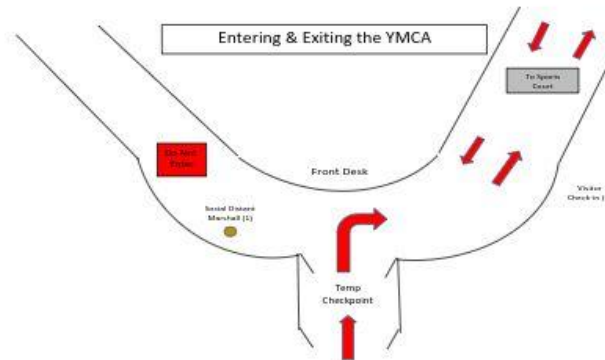 Entering & Exiting the YMCA
To Sports
Court
Do Not
Enter
Front Desk
Social Distant
Marshall (1)
Visitor
Check-in (
Temp
Checkpoint